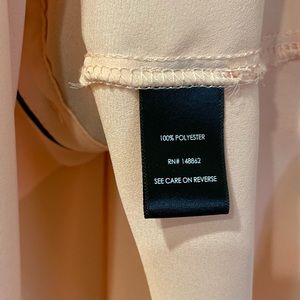 100% POLYESTER
RN# 148862
SEE CARE ON REVERSE